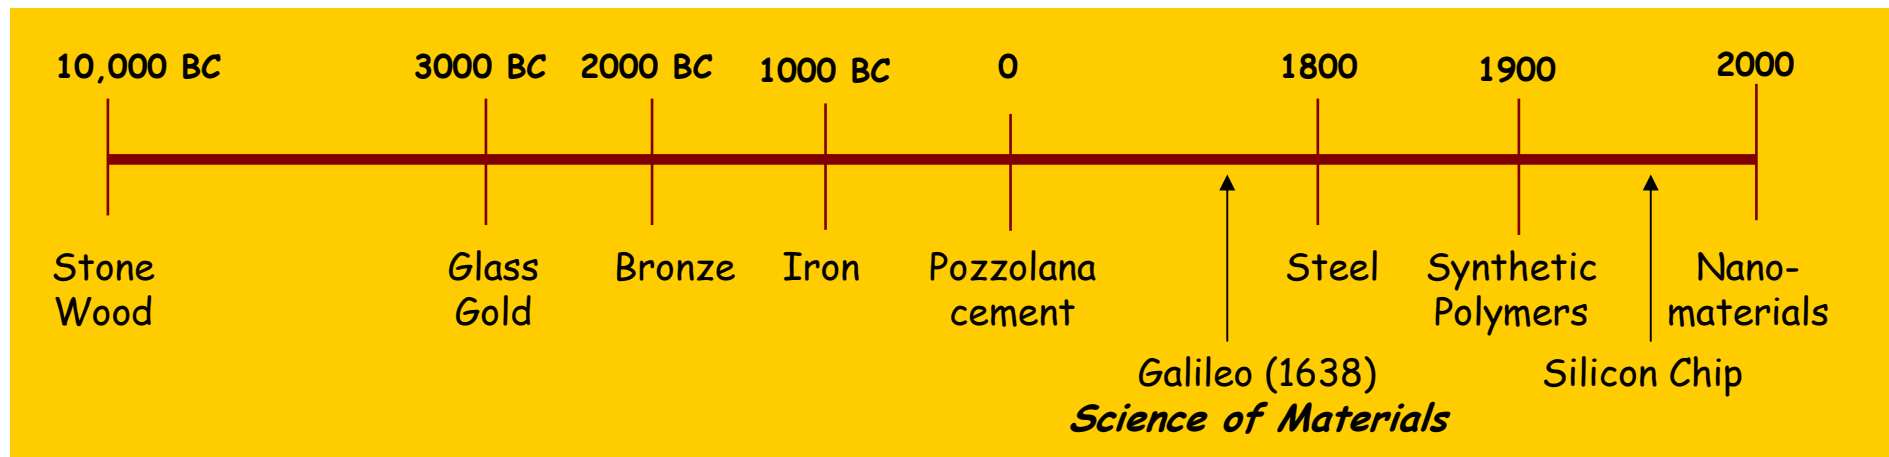 10,000 BC 3000 BC 2000 BC 1000 BC 0 1800 1900 2000
Stone Glass Bronze Iron Pozzolana Steel Synthetic Nano-
Wood Gold cement Polymers materials
Galileo (1638) Silicon Chip
Science of Materials